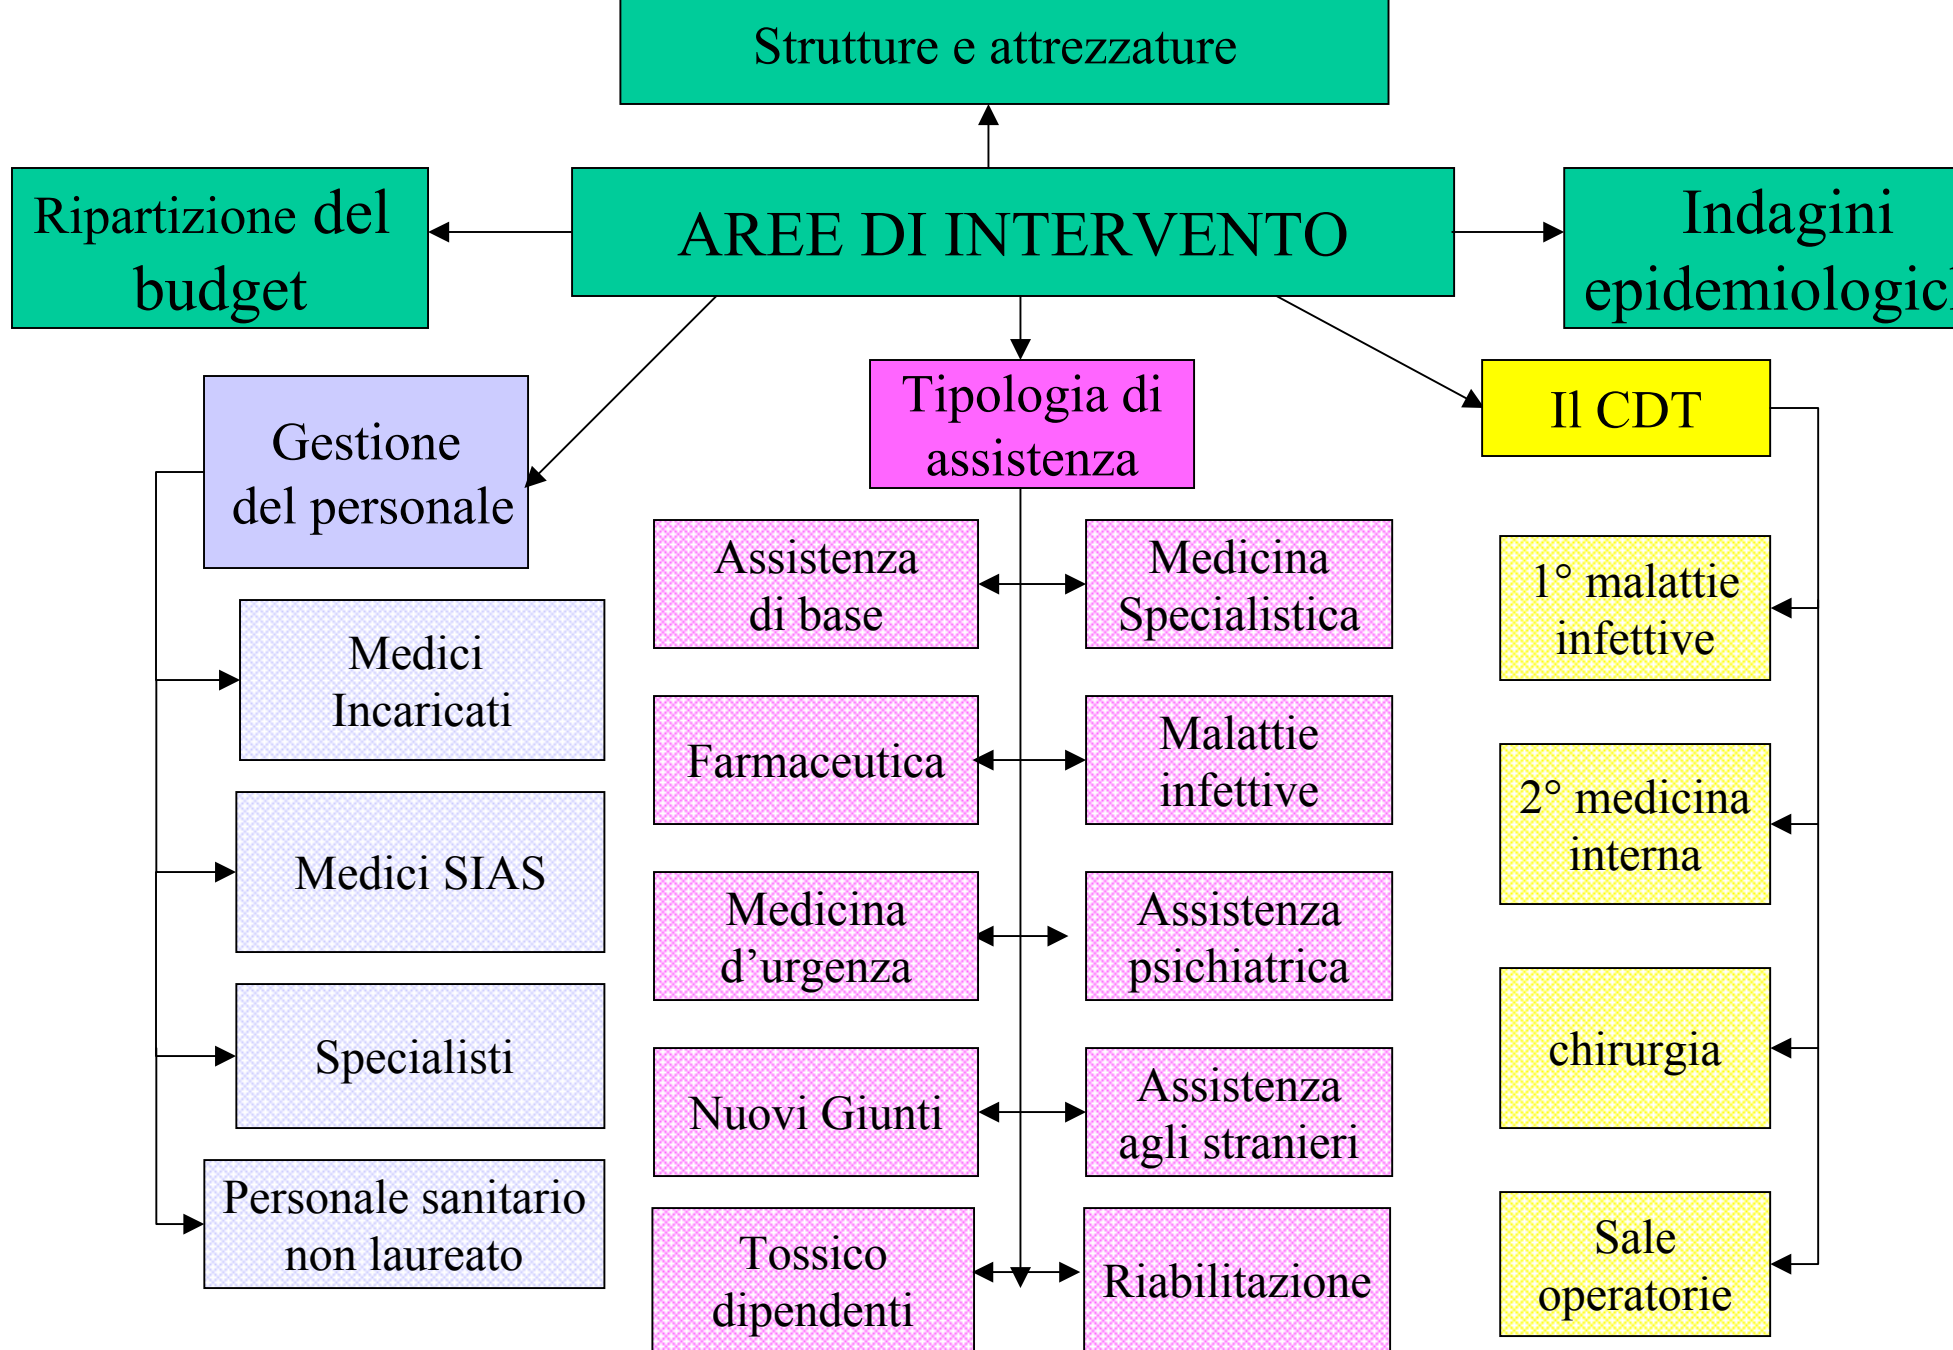 Strutture e attrezzature
Ripartizione del
budget
AREE DI INTERVENTO
Indagini
Gestione
del personale
Medici
Incaricati
Medici SIAS
Specialisti
Personale sanitario
non laureato
Tipologia di
assistenza
Assistenza
di base
Medicina
Specialistica
Farmaceutica
Malattie
infettive
Medicina
d’urgenza
Assistenza
psichiatrica
Nuovi Giunti
Assistenza
agli stranieri
Tossico
dipendenti
Riabilitazione
Il CDT
1° malattie
infettive
2° medicina
interna
chirurgia
Sale
operatorie